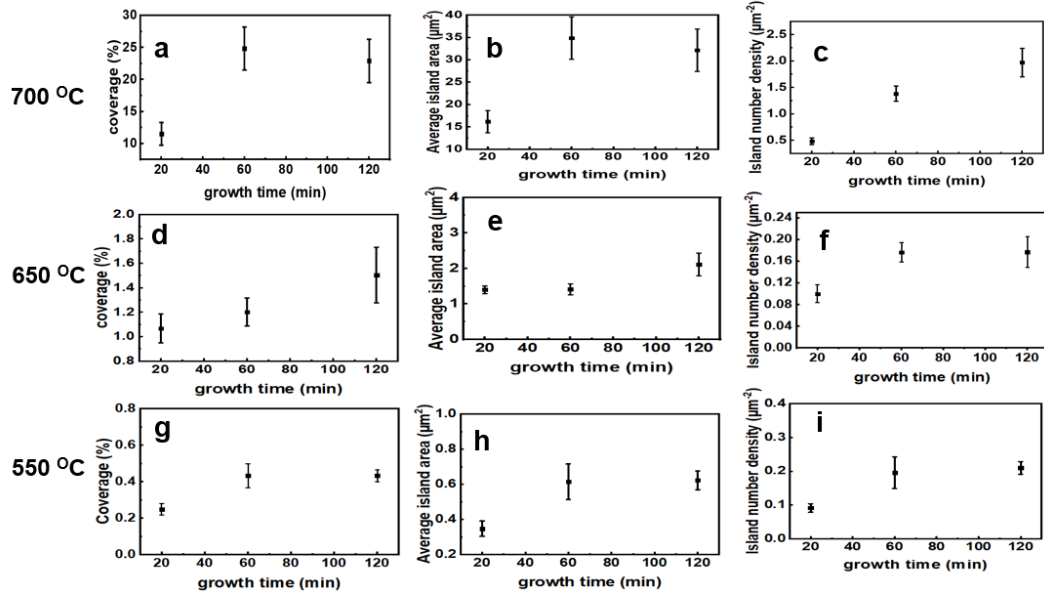 700 ᴼC
a
coverage (%)
30
25
20
15
10
20 40 60 80 100 120
growth time (min)
b
Average island area (μm²)
40
35
30
25
20
15
10
20 40 60 80 100 120
growth time (min)
c
Island number density (μm⁻²)
2.5
2.0
1.5
1.0
0.5
20 40 60 80 100 120
growth time (min)
650 ᴼC
d
coverage (%)
2.0
1.8
1.6
1.4
1.2
1.0
0.8
20 40 60 80 100 120
growth time (min)
e
Average island area (μm²)
4
3
2
1
0
20 40 60 80 100 120
growth time (min)
f
Island number density (μm⁻²)
0.24
0.20
0.16
0.12
0.08
0.04
0.00
20 40 60 80 100 120
growth time (min)
550 ᴼC
g
Coverage (%)
0.8
0.6
0.4
0.2
0.0
20 40 60 80 100 120
growth time (min)
h
Average island area (μm²)
1.0
0.8
0.6
0.4
0.2
20 40 60 80 100 120
growth time (min)
i
Island number density (μm⁻²)
0.4
0.3
0.2
0.1
0.0
20 40 60 80 100 120
growth time (min)